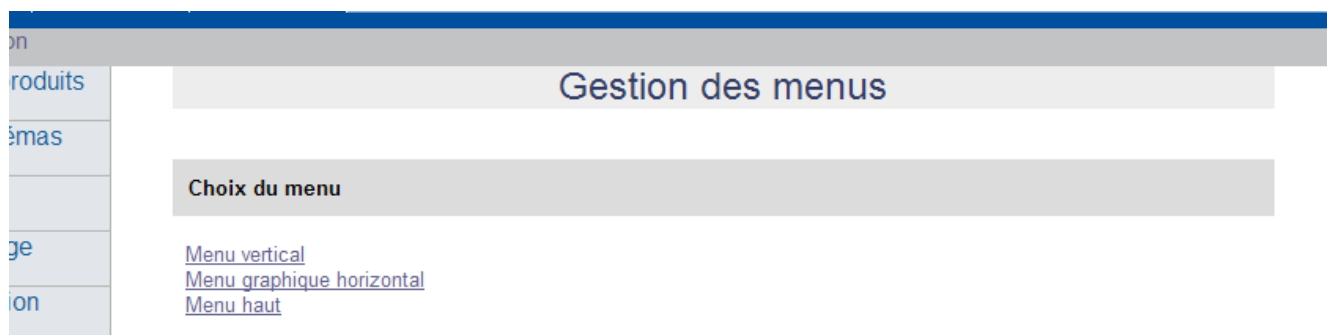 Gestion des menus
Choix du menu
Menu vertical
Menu graphique horizontal
Menu haut